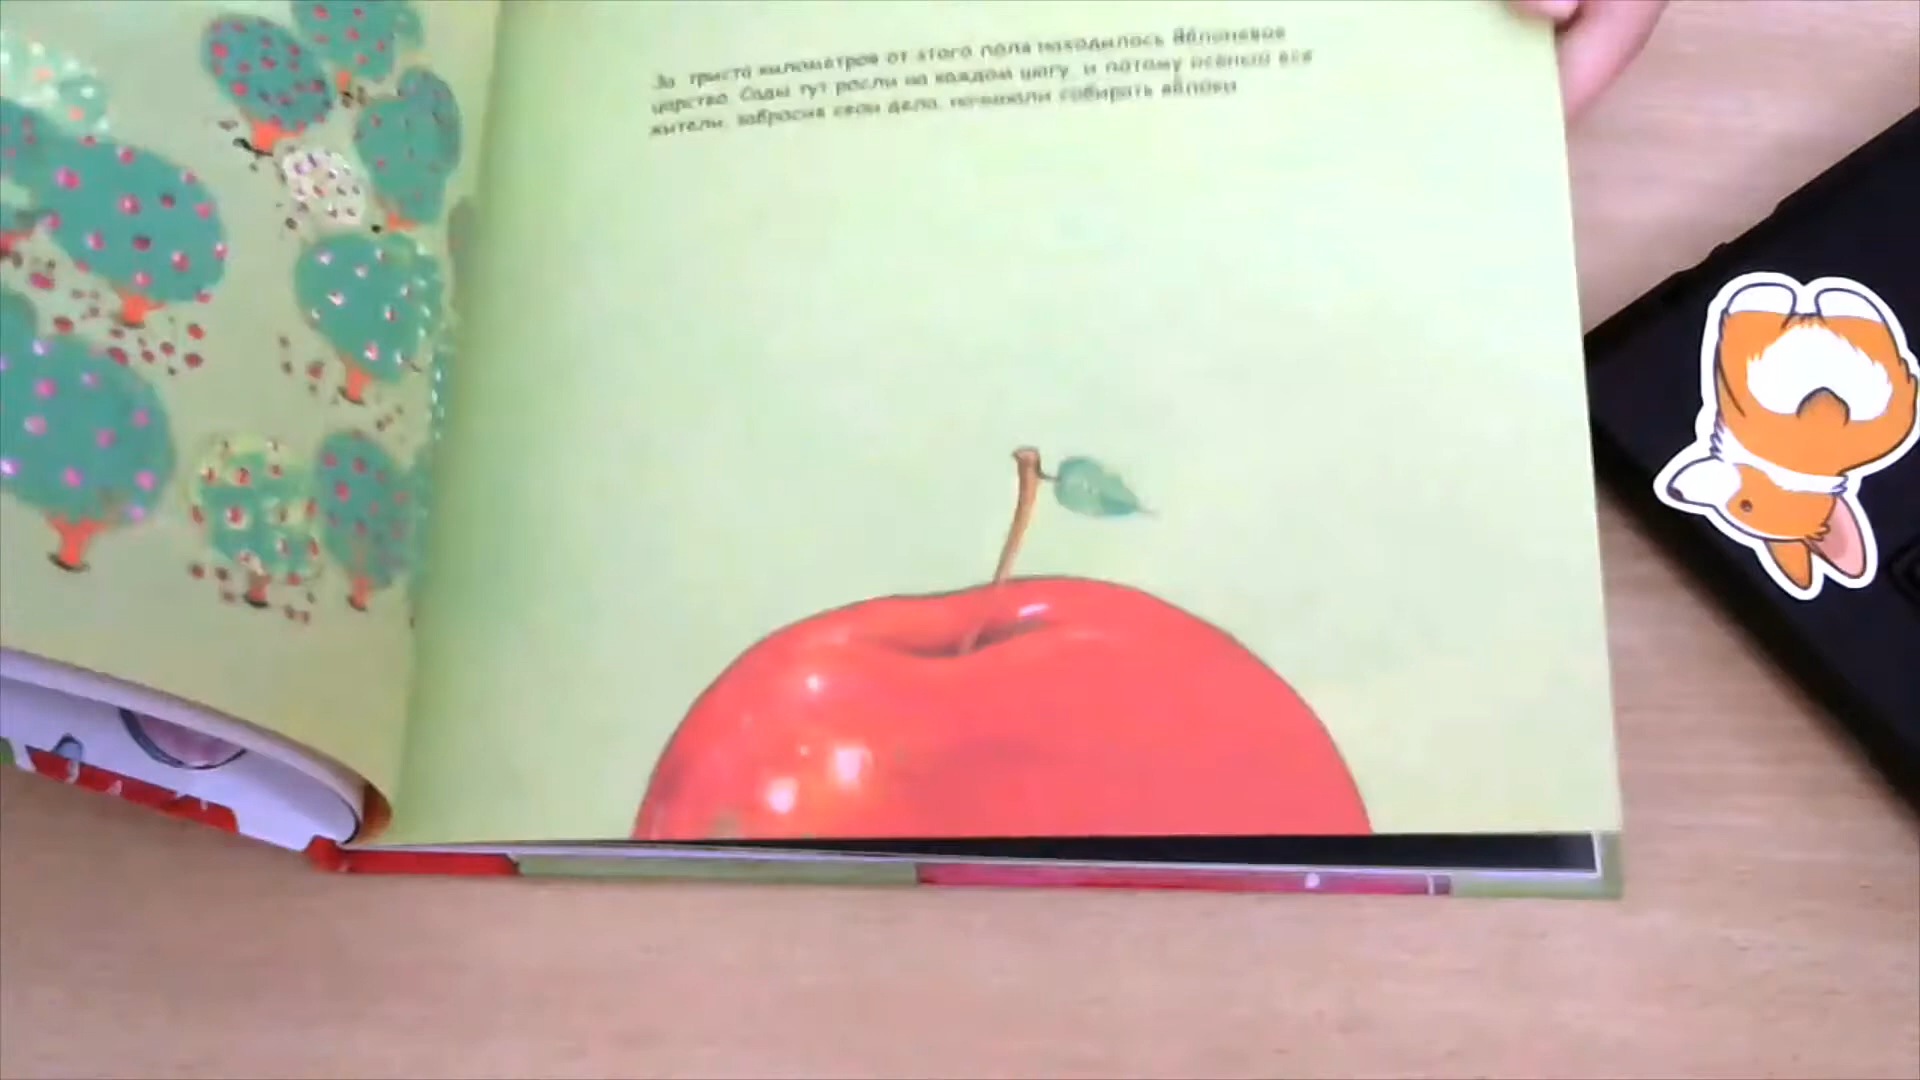 За триста километров от этого поля находилось Яблоневое
царство. Сады тут росли на каждом шагу, и потому осенью все
жители, забросив свои дела, начинали собирать яблоки.